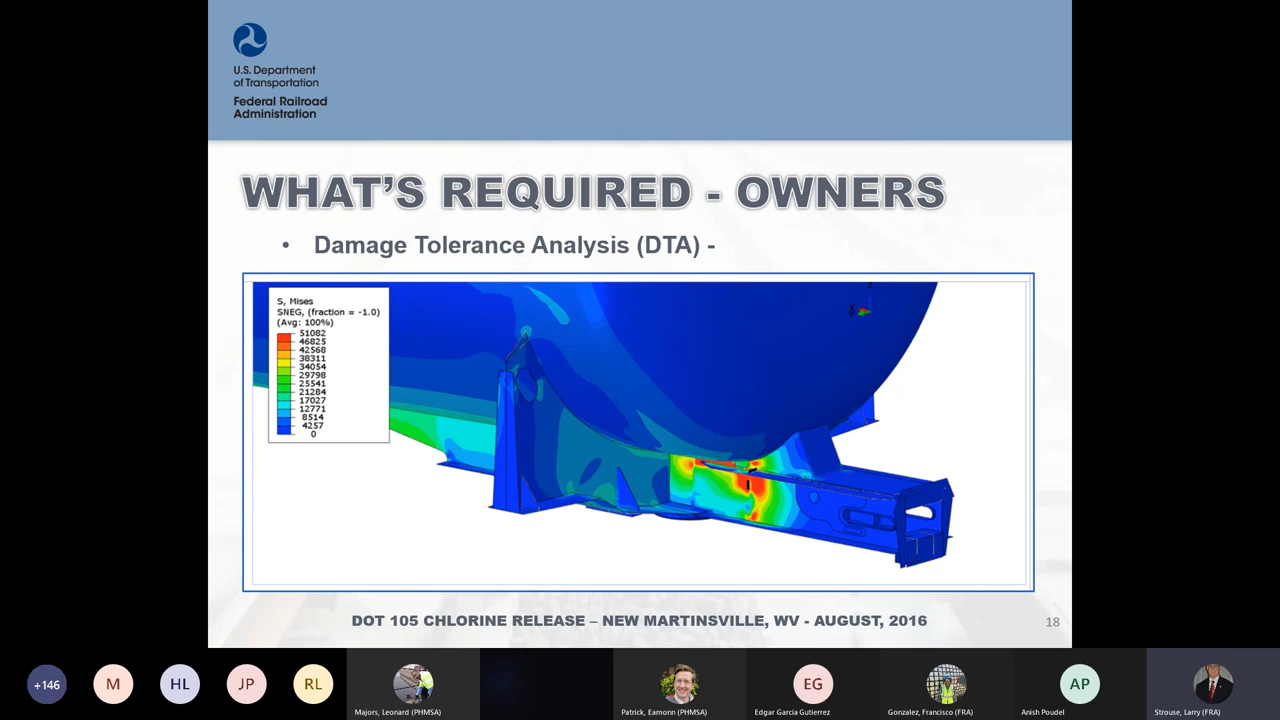 U.S. Department
of Transportation
Federal Railroad
Administration
WHAT'S REQUIRED - OWNERS
• Damage Tolerance Analysis (DTA) -
S, Mises
SNEG, (fraction = -1.0)
(Avg: 100%)
51082
46825
42568
38311
34054
29798
25541
21284
17027
12771
8514
4257
0
Z
DOT 105 CHLORINE RELEASE – NEW MARTINSVILLE, WV - AUGUST, 2016
18
+146
M
HL
JP
RL
EG
AP
Majors, Leonard (PHMSA)
Patrick, Eamonn (PHMSA)
Edgar Garcia Gutierrez
Gonzalez, Francisco (FRA)
Anish Poudel
Strouse, Larry (FRA)